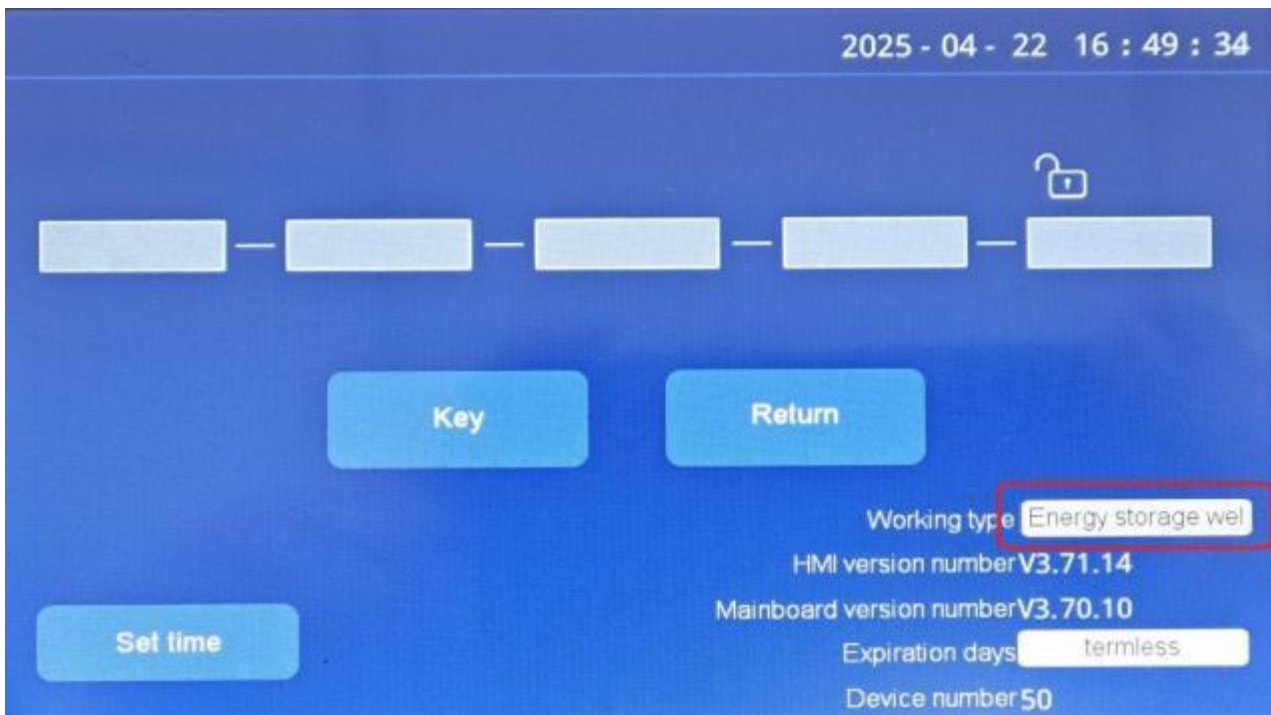 2025 - 04 - 22 16 : 49 : 34
Key
Return
Working type Energy storage wel
HMI version number V3.71.14
Mainboard version number V3.70.10
Set time
Expiration days termless
Device number 50